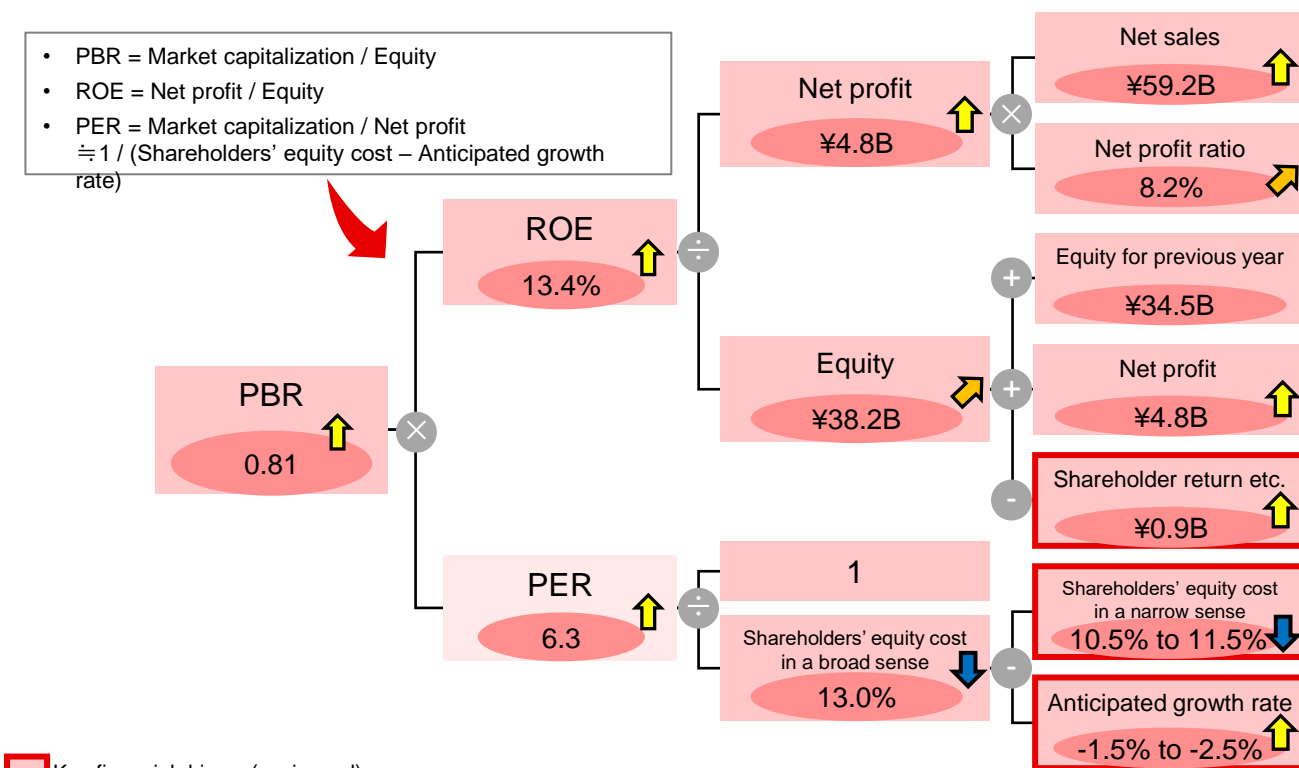 • PBR = Market capitalization / Equity
• ROE = Net profit / Equity
• PER = Market capitalization / Net profit
≒1 / (Shareholders’ equity cost – Anticipated growth
rate)
PBR
0.81
×
ROE
13.4%
÷
PER
6.3
÷
Net profit
¥4.8B
×
Equity
¥38.2B
1
Shareholders’ equity cost
in a broad sense
13.0%
Net sales
¥59.2B
Net profit ratio
8.2%
+
Equity for previous year
¥34.5B
+
Net profit
¥4.8B
-
Shareholder return etc.
¥0.9B
-
Shareholders’ equity cost
in a narrow sense
10.5% to 11.5%
Anticipated growth rate
-1.5% to -2.5%